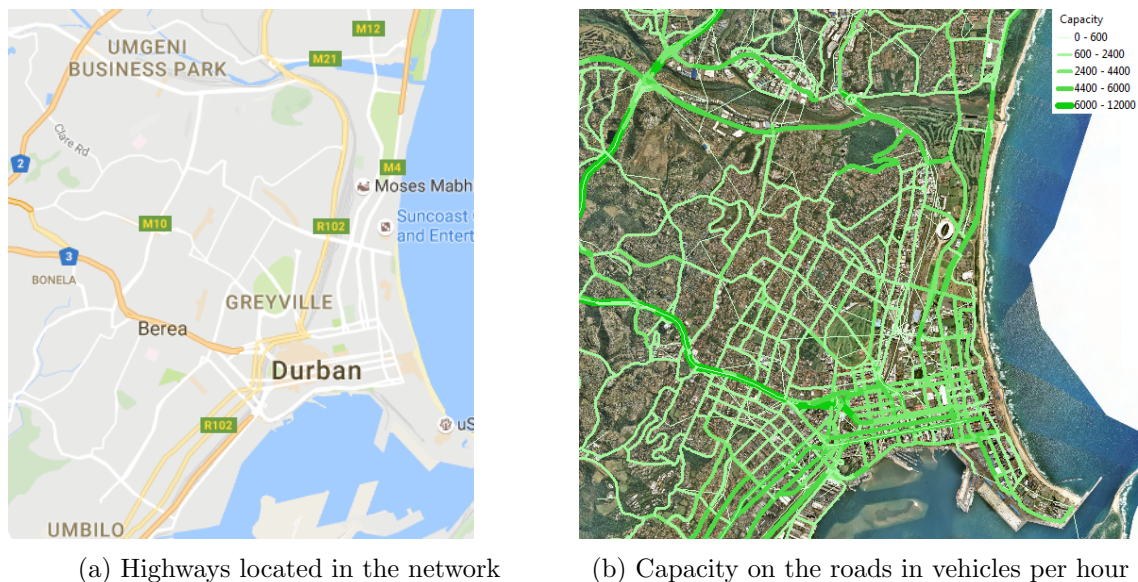 UMGENI
BUSINESS PARK
M12
M21
Clare Rd
2
M4
Moses Mabh
Suncoast
and Entert
M10
R102
3
BONELA
GREYVILLE
Berea
Durban
R102
uS
UMBILO
(a) Highways located in the network
Capacity
0 - 600
600 - 2400
2400 - 4400
4400 - 6000
6000 - 12000
(b) Capacity on the roads in vehicles per hour